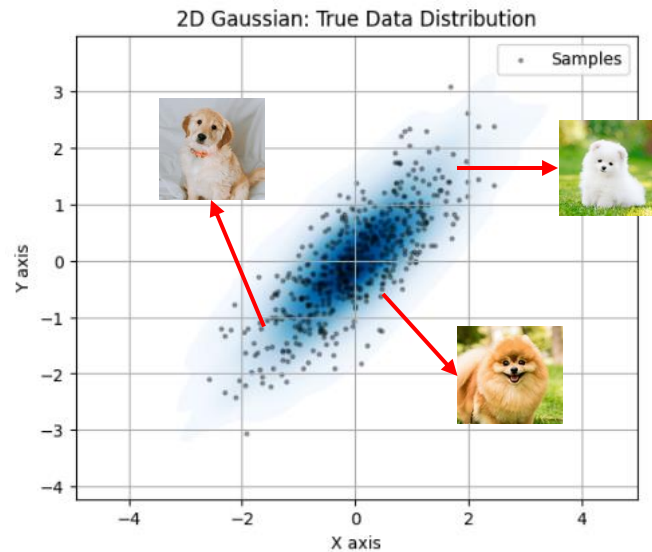 2D Gaussian: True Data Distribution
Samples
3
2
1
0
−1
−2
−3
−4
Y axis
−4 −2 0 2 4
X axis